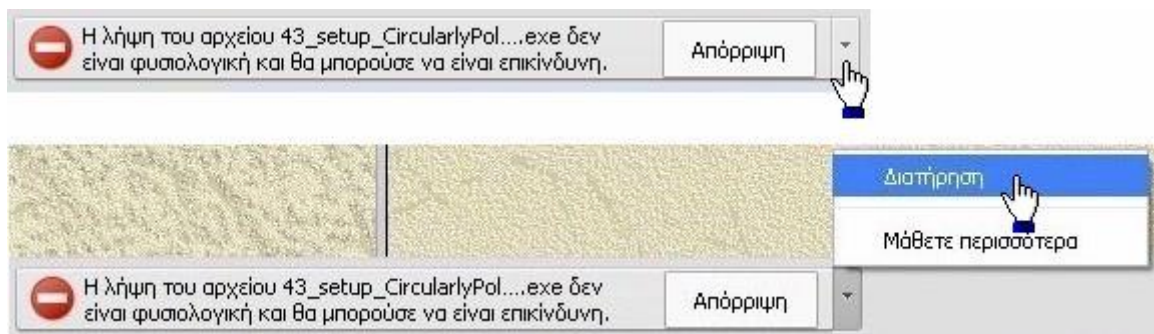 Η λήψη του αρχείου 43_setup_CircularlyPol....exe δεν
είναι φυσιολογική και θα μπορούσε να είναι επικίνδυνη.
Απόρριψη
Διατήρηση
Μάθετε περισσότερα
Η λήψη του αρχείου 43_setup_CircularlyPol....exe δεν
είναι φυσιολογική και θα μπορούσε να είναι επικίνδυνη.
Απόρριψη